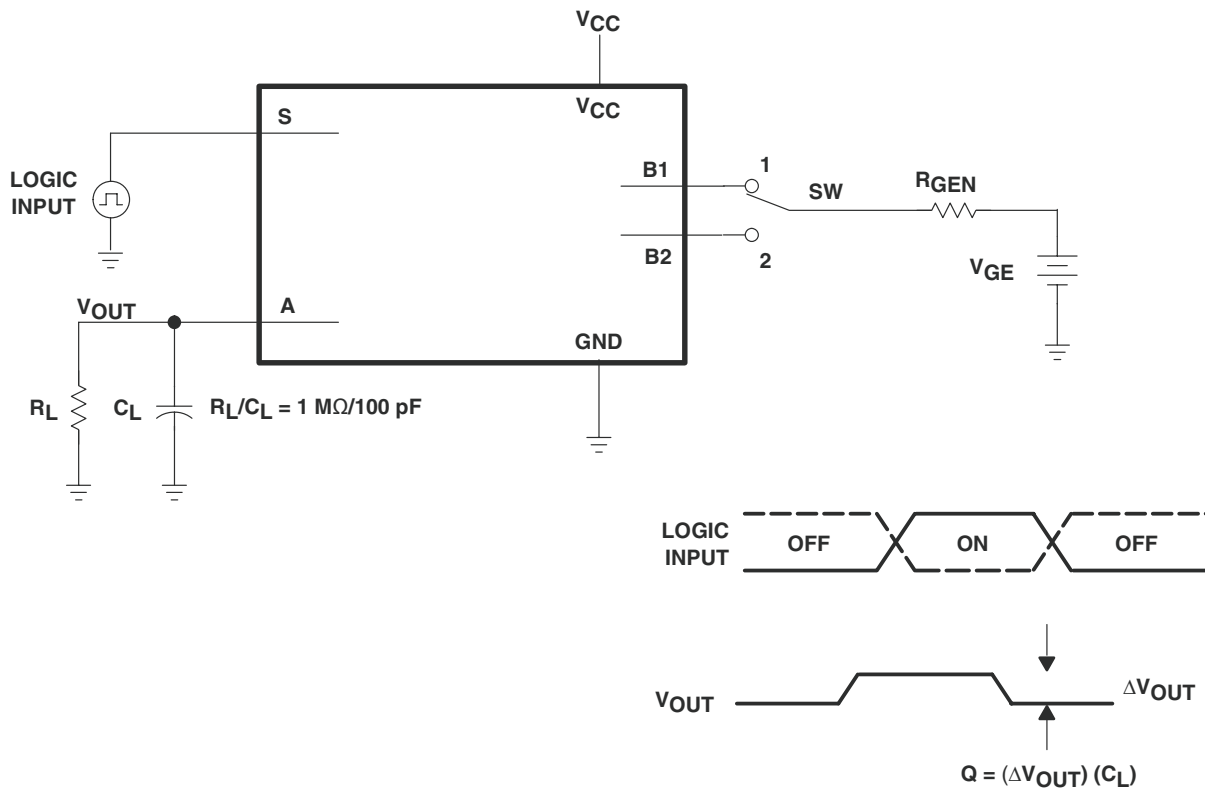 VCC
VCC
S
LOGIC
INPUT
B1
1
SW
RGEN
B2
2
VGE
VOUT
A
GND
RL
CL
RL/CL = 1 MΩ/100 pF
LOGIC
INPUT
OFF
ON
OFF
VOUT
ΔVOUT
Q = (ΔVOUT) (CL)